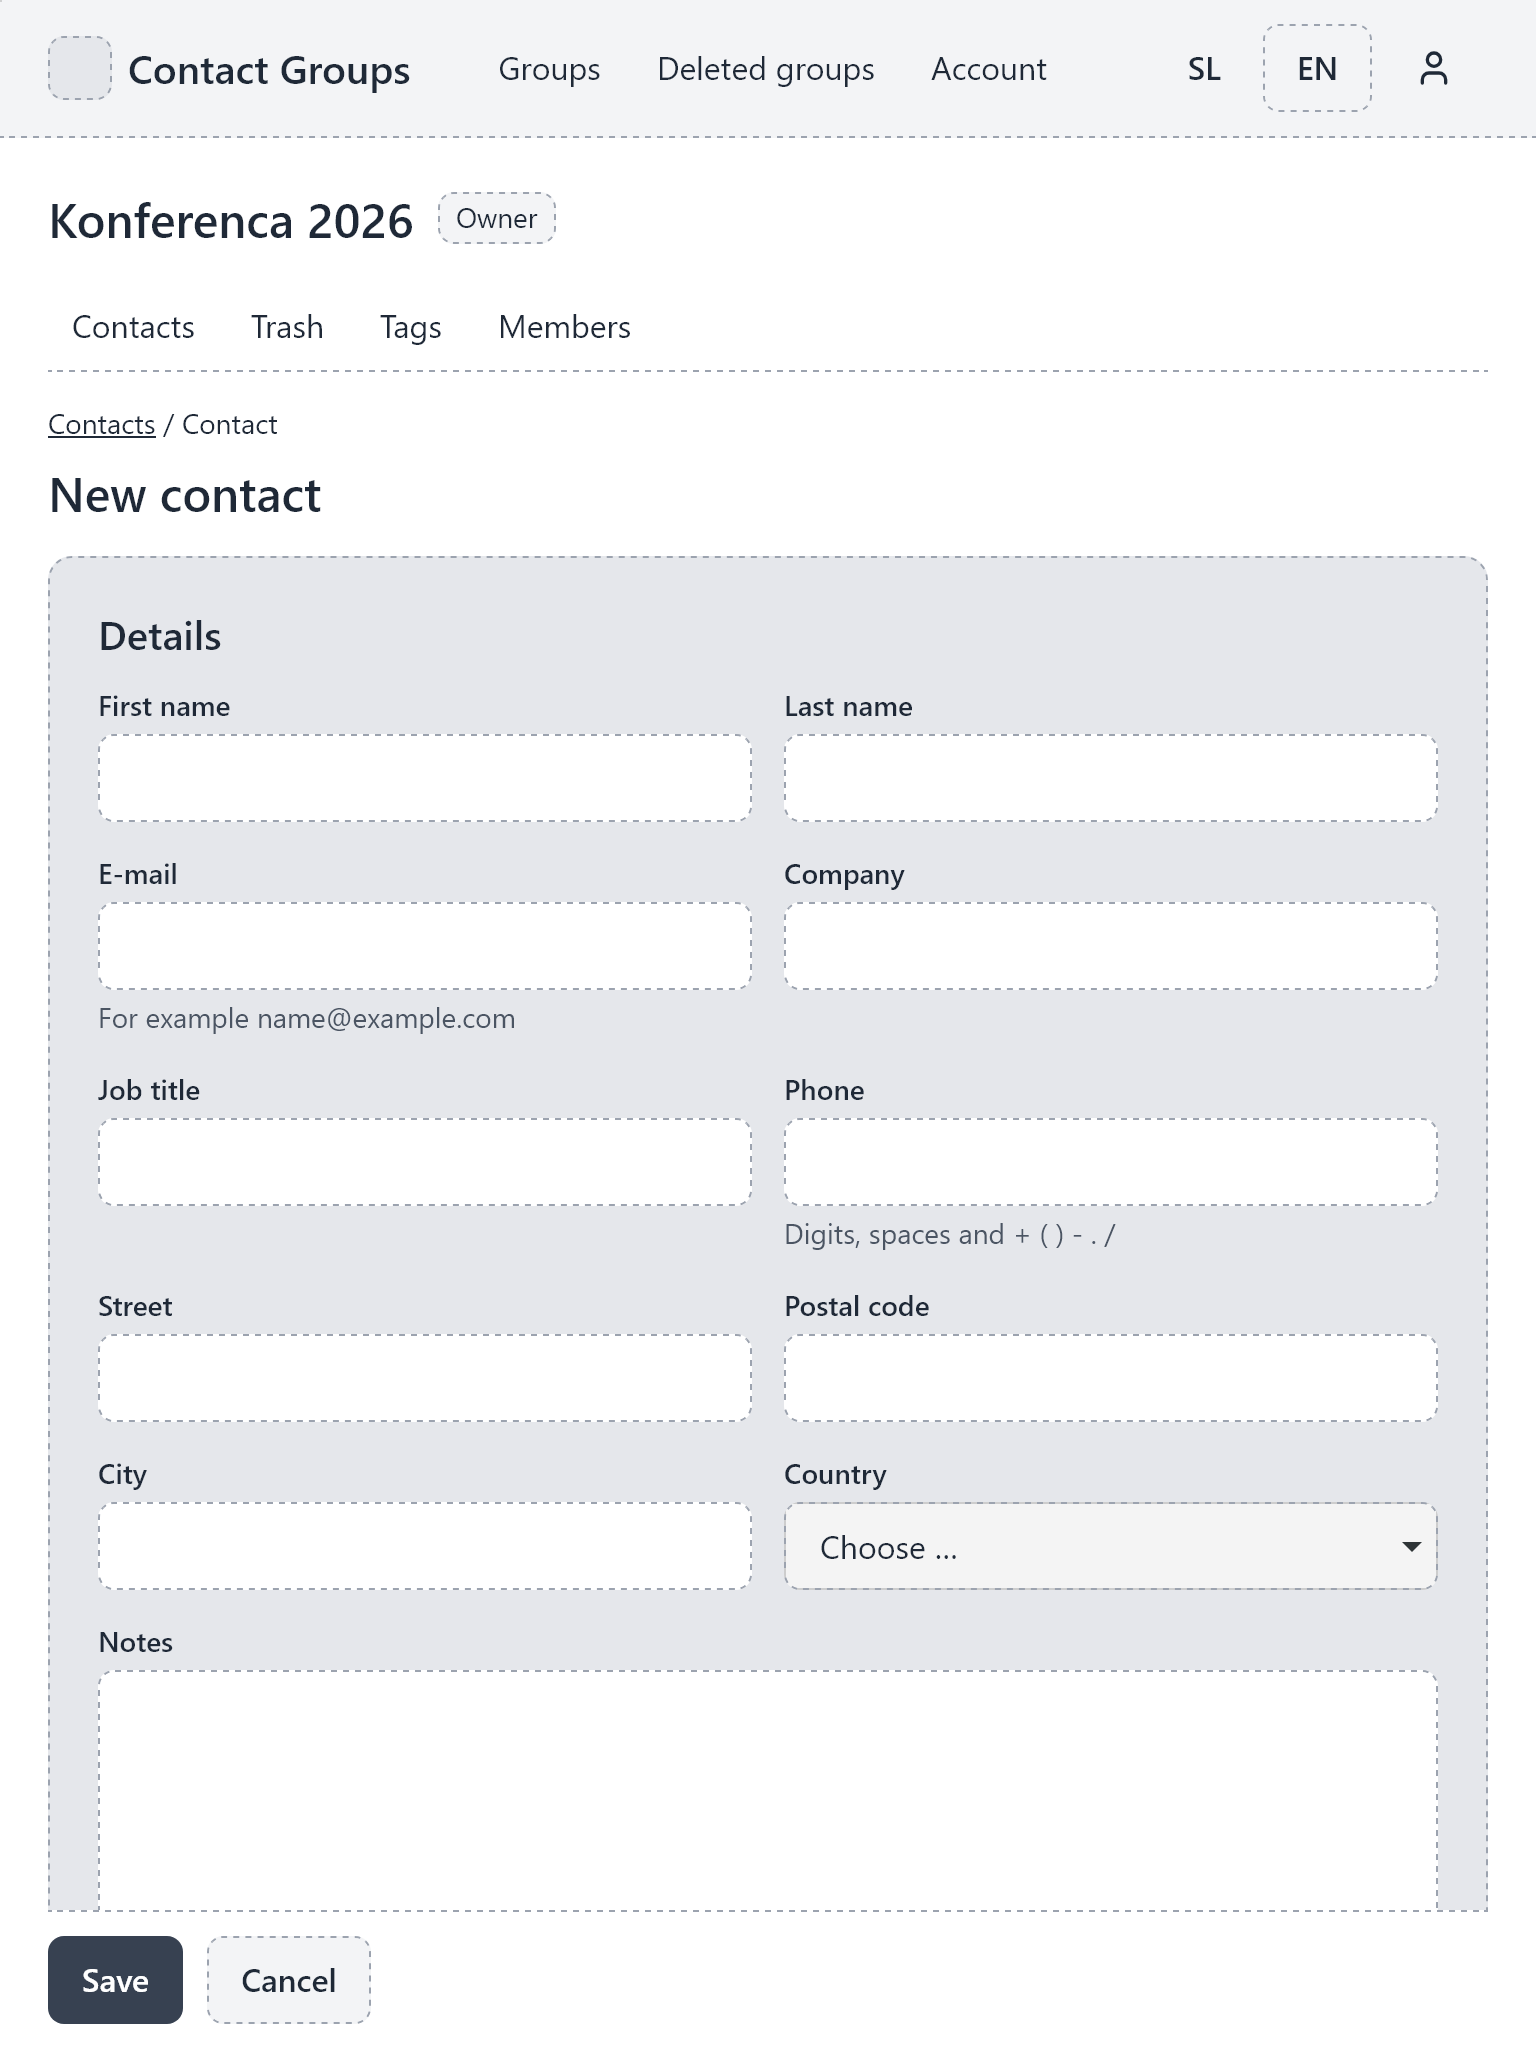 Contact Groups Groups Deleted groups Account SL EN
Konferenca 2026 Owner
Contacts Trash Tags Members
Contacts / Contact
New contact
Details
First name Last name
E-mail Company
For example name@example.com
Job title Phone
Digits, spaces and + ( ) - . /
Street Postal code
City Country
Choose ...
Notes
Save Cancel